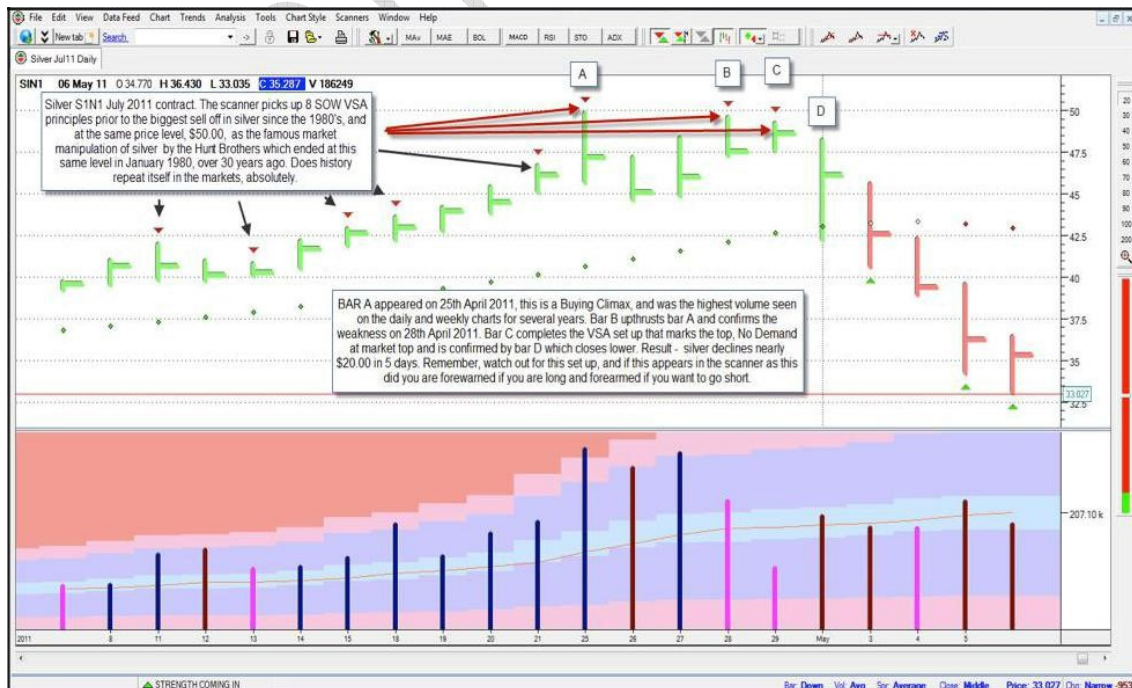 File Edit View Data Feed Chart Trends Analysis Tools Chart Style Scanners Window Help
New tab Search MAv MAE BOL MACD RSI STO ADX
Silver Jul11 Daily
SIN1 06 May 11 O 34.770 H 36.430 L 33.035 C 35.287 V 186249
Silver S1N1 July 2011 contract. The scanner picks up 8 SOW VSA
principles prior to the biggest sell off in silver since the 1980's, and
at the same price level, $50.00, as the famous market
manipulation of silver by the Hunt Brothers which ended at this
same level in January 1980, over 30 years ago. Does history
repeat itself in the markets, absolutely.
A
B
C
D
50
47.5
45
42.5
40
37.5
35
33.027
32.5
20
30
40
50
60
70
80
90
100
200
BAR A appeared on 25th April 2011, this is a Buying Climax, and was the highest volume seen
on the daily and weekly charts for several years. Bar B upthrusts bar A and confirms the
weakness on 28th April 2011. Bar C completes the VSA set up that marks the top, No Demand
at market top and is confirmed by bar D which closes lower. Result - silver declines nearly
$20.00 in 5 days. Remember, watch out for this set up, and if this appears in the scanner as this
did you are forewarned if you are long and forearmed if you want to go short.
207.10 k
2011 8 11 12 13 14 15 18 19 20 21 25 26 27 28 29 May 3 4 5
STRENGTH COMING IN
Bar: Down Vol: Avg Spr: Average Close: Middle Price: 33.027 Chg: Narrow -953